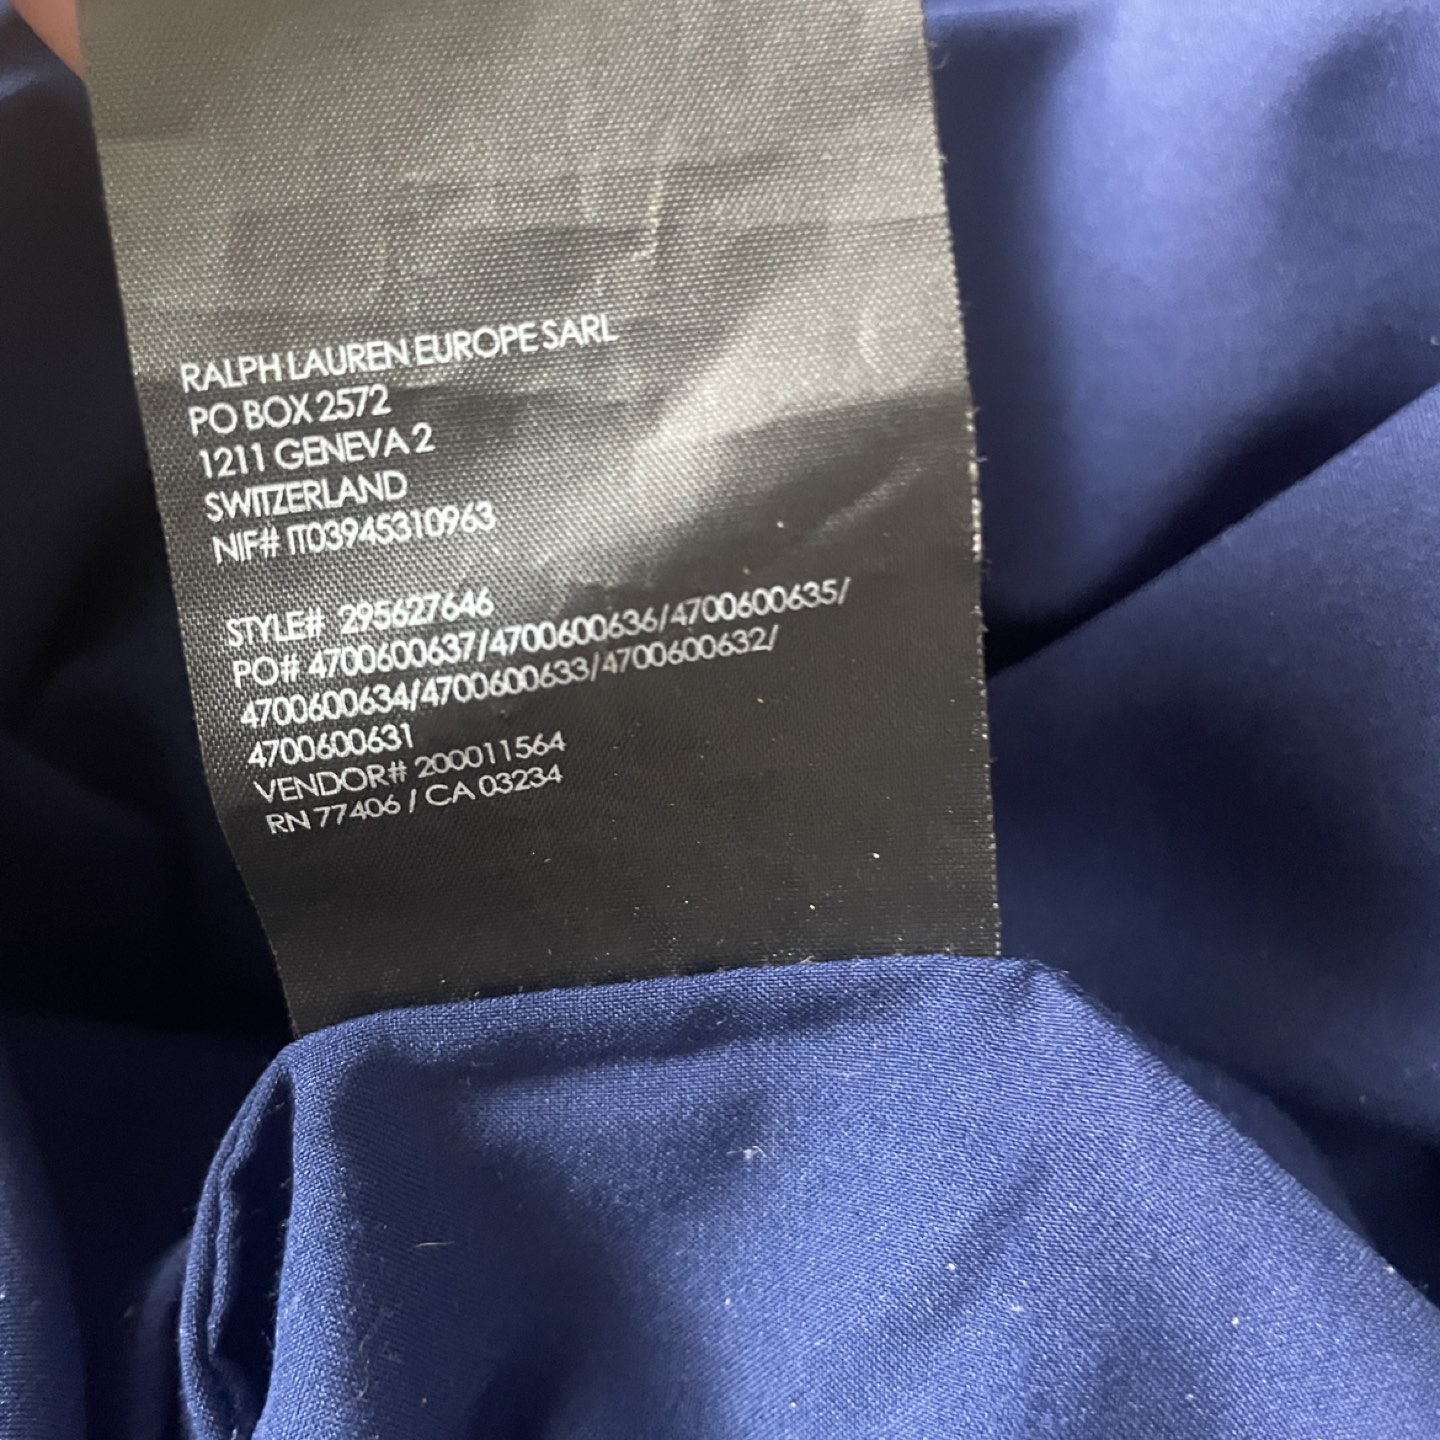 RALPH LAUREN EUROPE SARL
PO BOX 2572
1211 GENEVA 2
SWITZERLAND
NIF# IT03945310963
STYLE# 295627646
PO# 4700600637/4700600636/4700600635/
4700600634/4700600633/4700600632/
4700600631
VENDOR# 200011564
RN 77406 / CA 03234